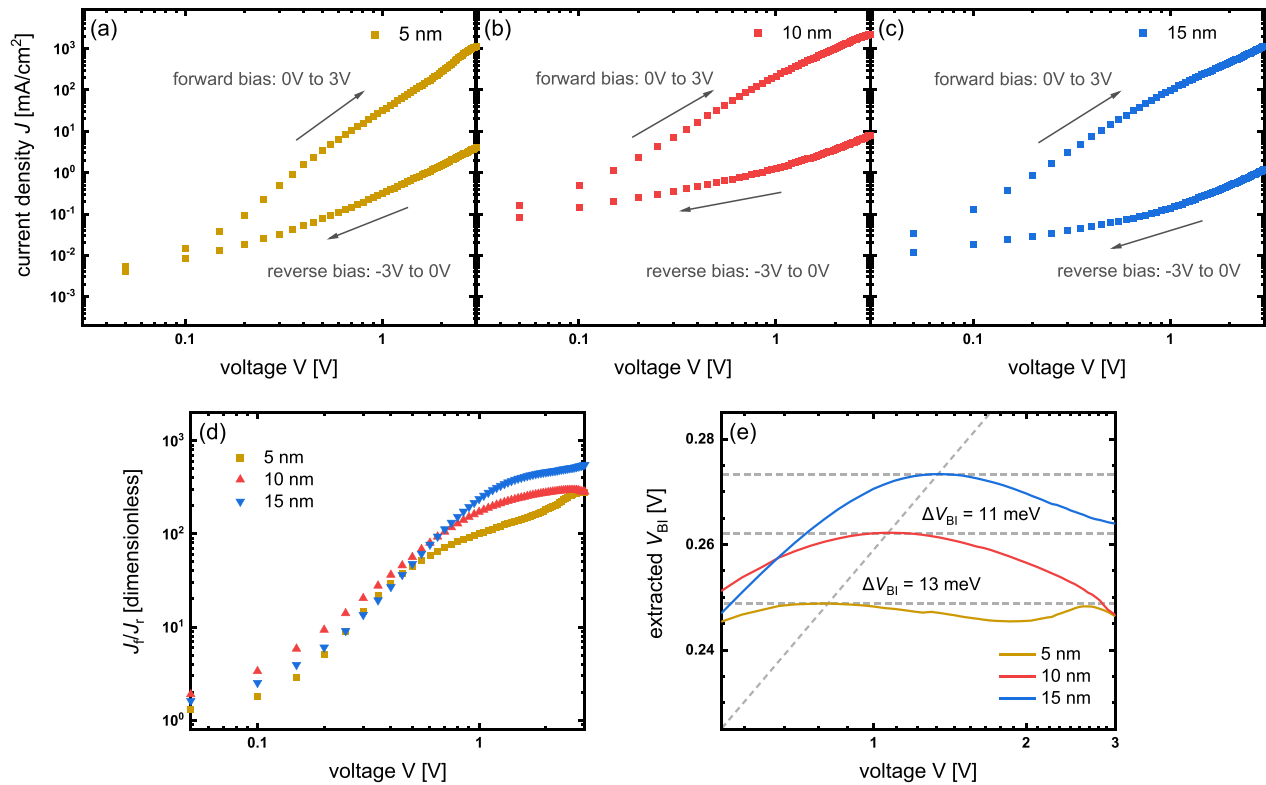 (a)
5 nm
forward bias: 0V to 3V
reverse bias: -3V to 0V
current density J [mA/cm²]
10³
10²
10¹
10⁰
10⁻¹
10⁻²
10⁻³
0.1
1
voltage V [V]
(b)
10 nm
forward bias: 0V to 3V
reverse bias: -3V to 0V
0.1
1
voltage V [V]
(c)
15 nm
forward bias: 0V to 3V
reverse bias: -3V to 0V
0.1
1
voltage V [V]
(d)
5 nm
10 nm
15 nm
J_f/J_r [dimensionless]
10³
10²
10¹
10⁰
0.1
1
voltage V [V]
(e)
extracted V_BI [V]
0.28
0.26
0.24
ΔV_BI = 11 meV
ΔV_BI = 13 meV
5 nm
10 nm
15 nm
1
2
3
voltage V [V]